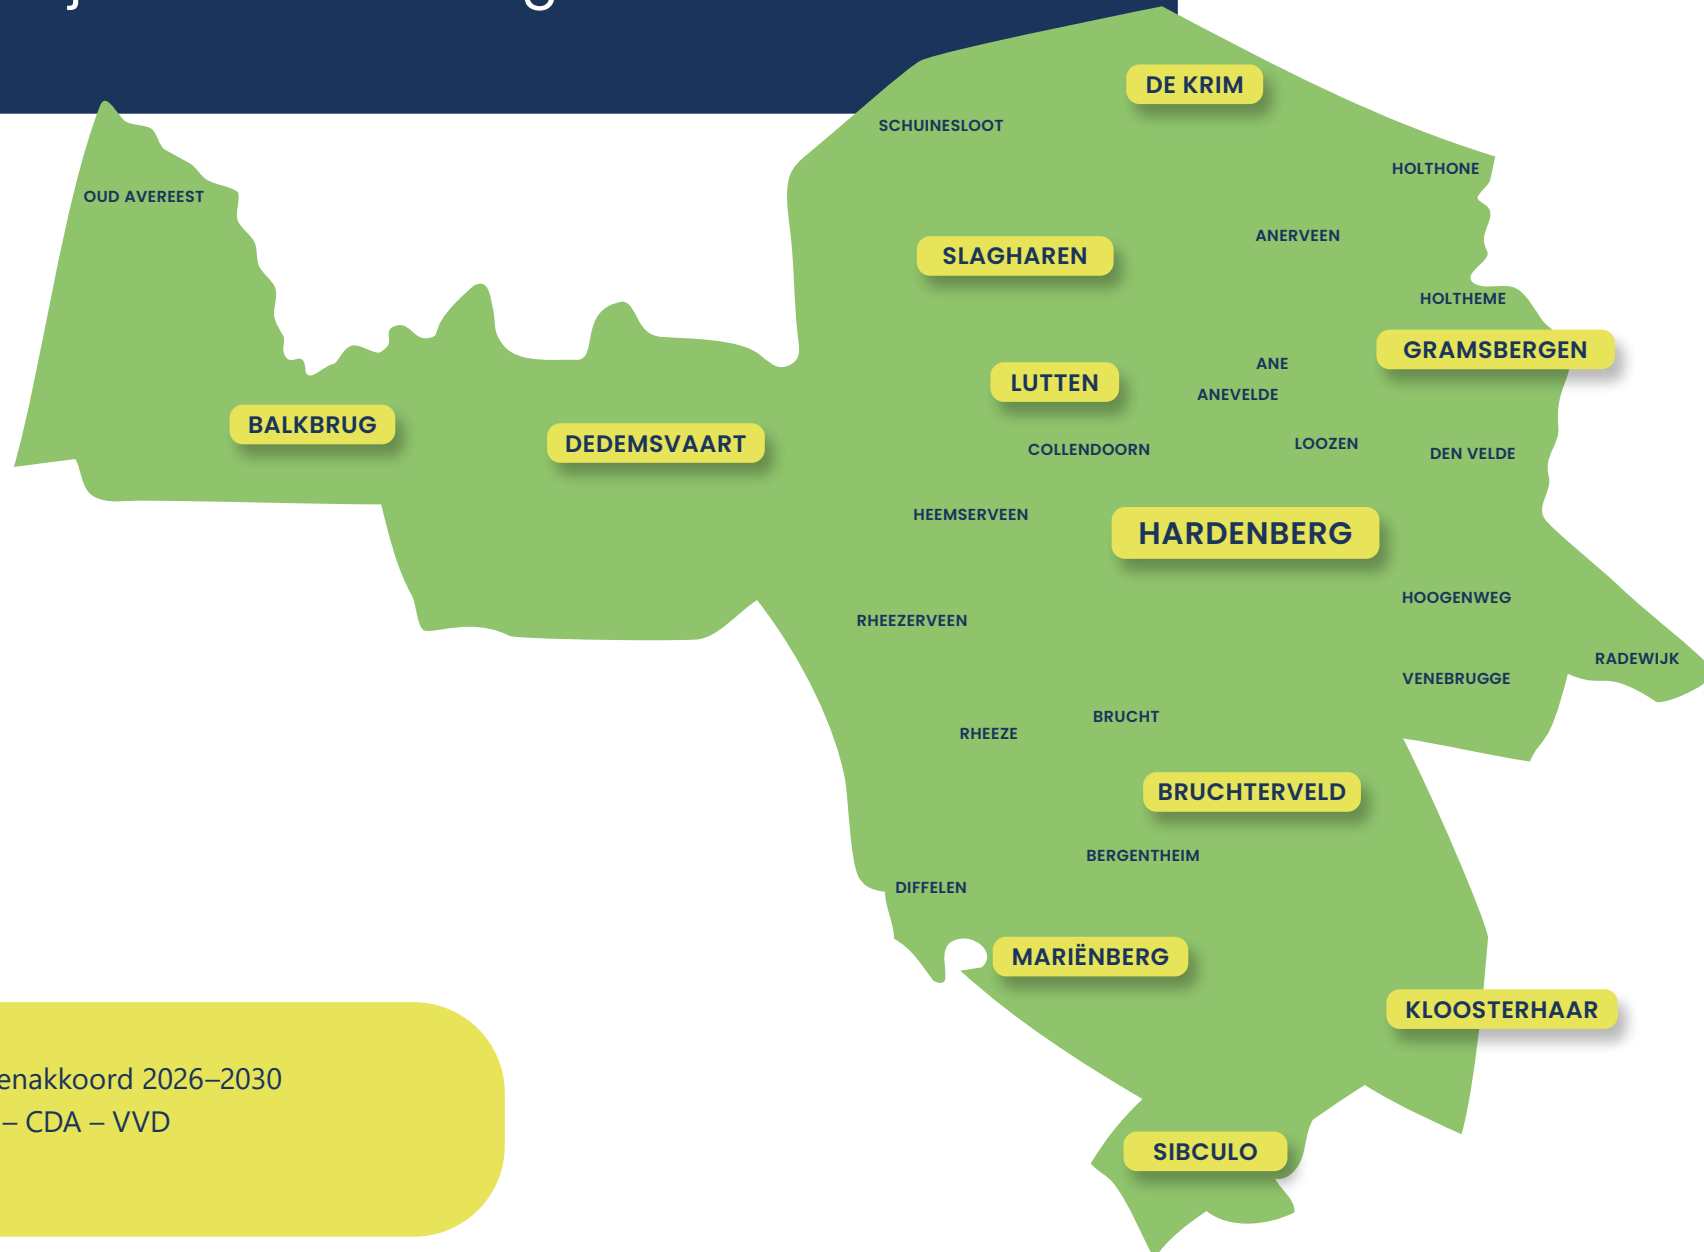 DE KRIM
SCHUINESLOOT
HOLTHONE
OUD AVEREEST
ANERVEEN
SLAGHAREN
HOLTHEME
GRAMSBERGEN
ANE
LUTTEN
ANEVELDE
BALKBRUG
DEDEMSVAART
COLLENDOORN
LOOZEN
DEN VELDE
HEEMSERVEEN
HARDENBERG
HOOGENWEG
RHEEZERVEEN
RADEWIJK
VENEBRUGGE
BRUCHT
RHEEZE
BRUCHTERVELD
BERGENTHEIM
DIFFELEN
MARIËNBERG
KLOOSTERHAAR
enakkoord 2026–2030
– CDA – VVD
SIBCULO